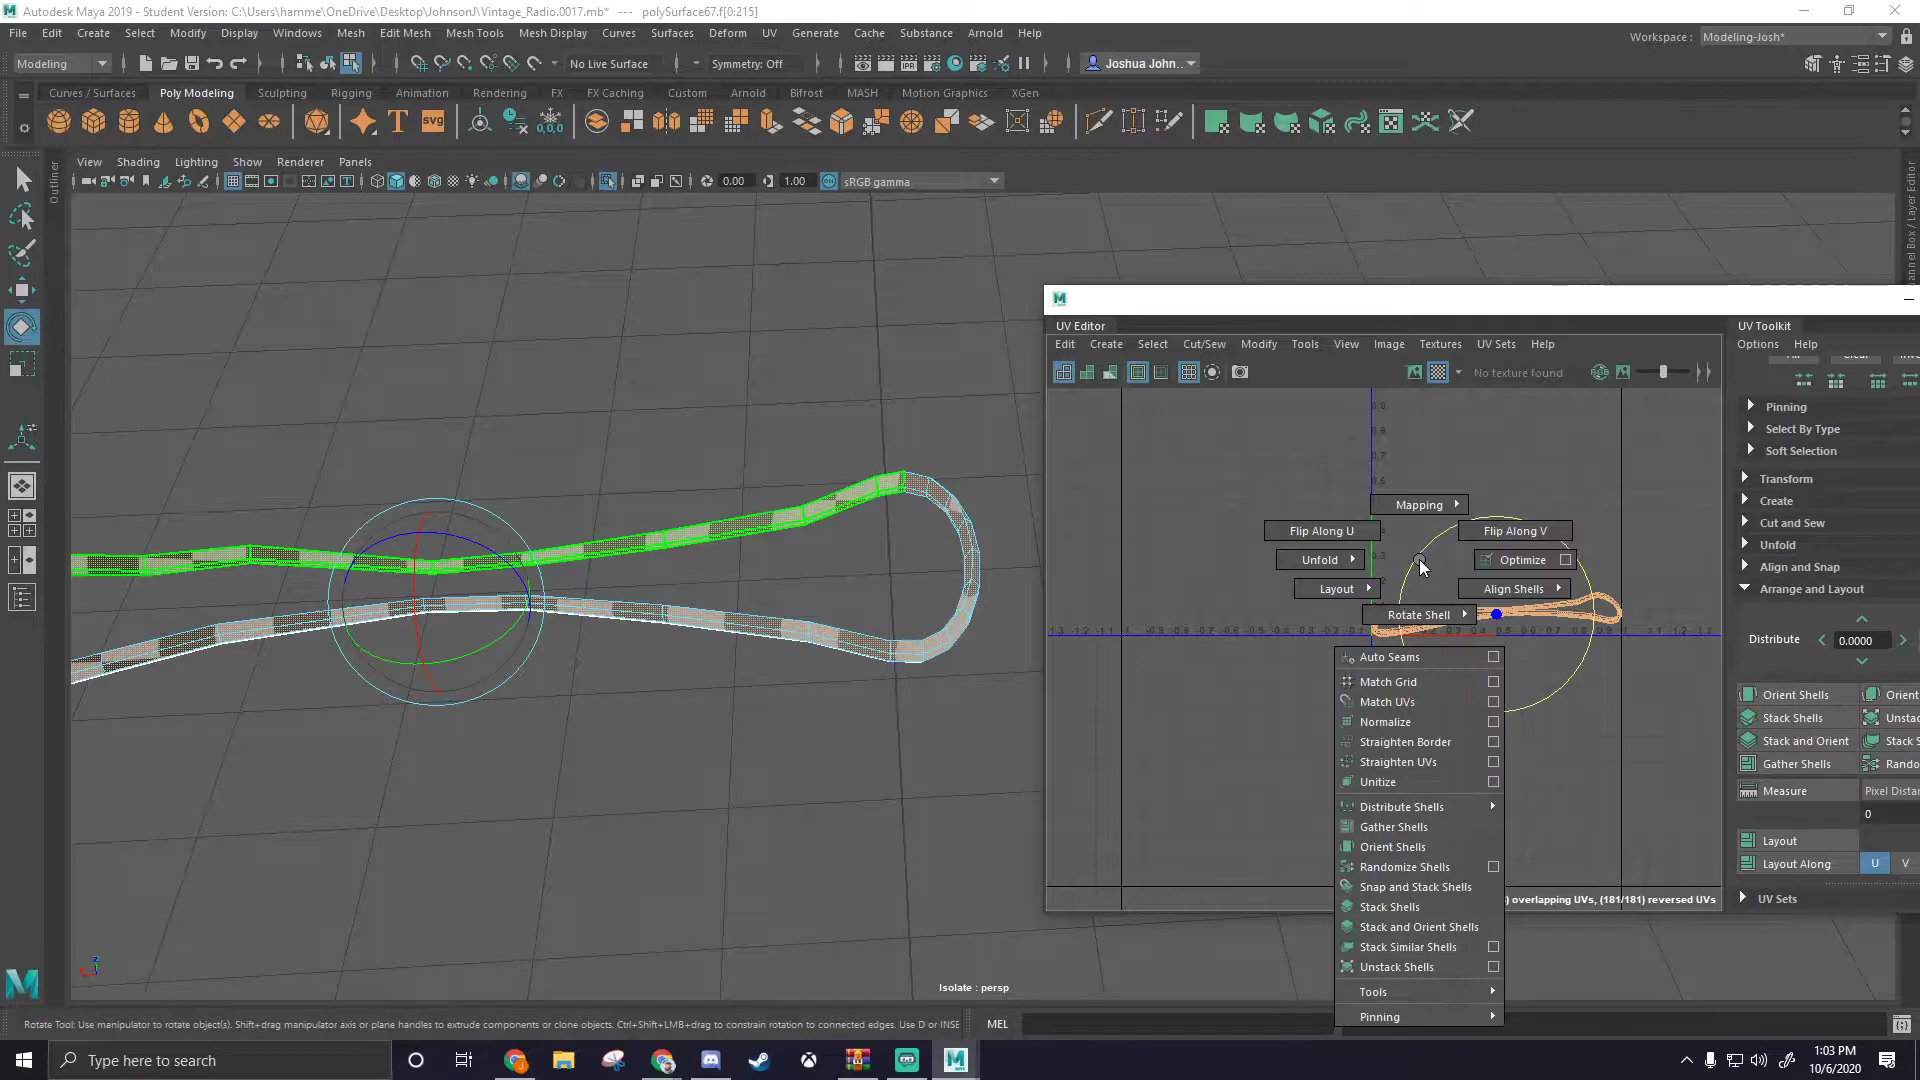 Autodesk Maya 2019 - Student Version: C:\Users\hamme\OneDrive\Desktop\JohnsonJ\Vintage_Radio.0017.mb* --- polySurface67.f[0:215]
File Edit Create Select Modify Display Windows Mesh Edit Mesh Mesh Tools Mesh Display Curves Surfaces Deform UV Generate Cache Substance Arnold Help
Workspace : Modeling-Josh*
Modeling
No Live Surface
Symmetry: Off
Joshua John...
Curves / Surfaces Poly Modeling Sculpting Rigging Animation Rendering FX FX Caching Custom Arnold Bifrost MASH Motion Graphics XGen
T svg
0,0,0
Outliner
View Shading Lighting Show Renderer Panels
0.00 1.00 sRGB gamma
UV Editor
Edit Create Select Cut/Sew Modify Tools View Image Textures UV Sets Help
No texture found
Mapping
Flip Along U
Flip Along V
Unfold
Optimize
Layout
Align Shells
Rotate Shell
Auto Seams
Match Grid
Match UVs
Normalize
Straighten Border
Straighten UVs
Unitize
Distribute Shells
Gather Shells
Orient Shells
Randomize Shells
Snap and Stack Shells
Stack Shells
Stack and Orient Shells
Stack Similar Shells
Unstack Shells
Tools
Pinning
overlapping UVs, (181/181) reversed UVs
UV Toolkit
Options Help
Pinning
Select By Type
Soft Selection
Transform
Create
Cut and Sew
Unfold
Align and Snap
Arrange and Layout
Distribute 0.0000
Orient Shells Orient
Stack Shells Unsta
Stack and Orient Stack S
Gather Shells Rando
Measure Pixel Distan
0
Layout
Layout Along U V
UV Sets
Isolate : persp
Rotate Tool: Use manipulator to rotate object(s). Shift+drag manipulator axis or plane handles to extrude components or clone objects. Ctrl+Shift+LMB+drag to constrain rotation to connected edges. Use D or INSE
MEL
Type here to search
1:03 PM
10/6/2020